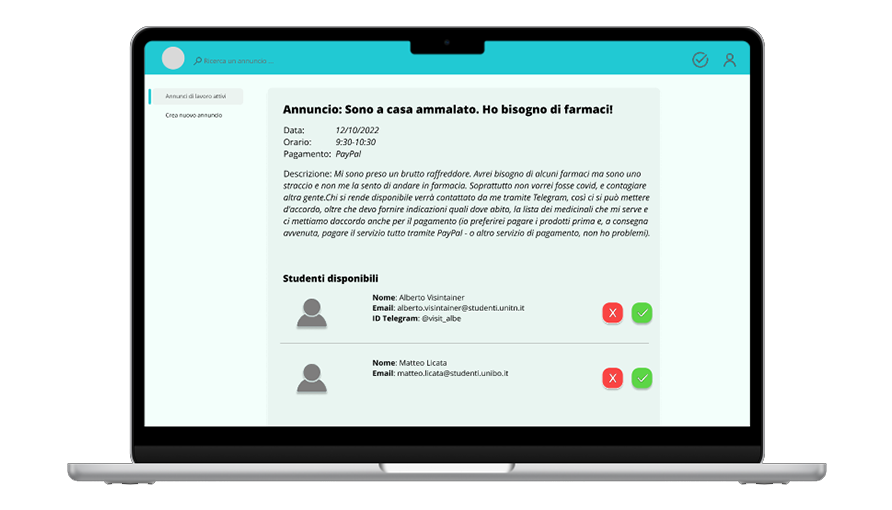 Ricerca un annuncio ...
Annunci di lavoro attivi
Crea nuovo annuncio
Annuncio: Sono a casa ammalato. Ho bisogno di farmaci!
Data: 12/10/2022
Orario: 9:30-10:30
Pagamento: PayPal
Descrizione: Mi sono preso un brutto raffreddore. Avrei bisogno di alcuni farmaci ma sono uno
straccio e non me la sento di andare in farmacia. Soprattutto non vorrei fosse covid, e contagiare
altra gente.Chi si rende disponibile verrà contattato da me tramite Telegram, così ci si può mettere
d'accordo, oltre che devo fornire indicazioni quali dove abito, la lista dei medicinali che mi serve e
ci mettiamo daccordo anche per il pagamento (io preferirei pagare i prodotti prima e, a consegna
avvenuta, pagare il servizio tutto tramite PayPal - o altro servizio di pagamento, non ho problemi).
Studenti disponibili
Nome: Alberto Visintainer
Email: alberto.visintainer@studenti.unitn.it
ID Telegram: @visit_albe
X
Nome: Matteo Licata
Email: matteo.licata@studenti.unibo.it
X